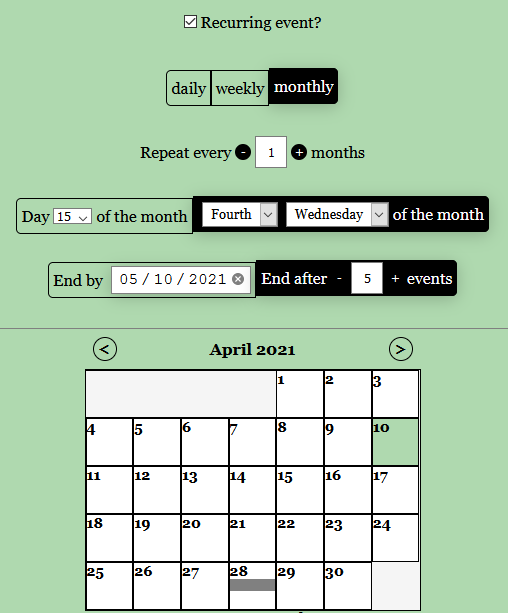 Recurring event?
daily weekly monthly
Repeat every - 1 + months
Day 15 of the month Fourth Wednesday of the month
End by 05 / 10 / 2021 End after - 5 + events
< April 2021 >
1 2 3
4 5 6 7 8 9 10
11 12 13 14 15 16 17
18 19 20 21 22 23 24
25 26 27 28 29 30